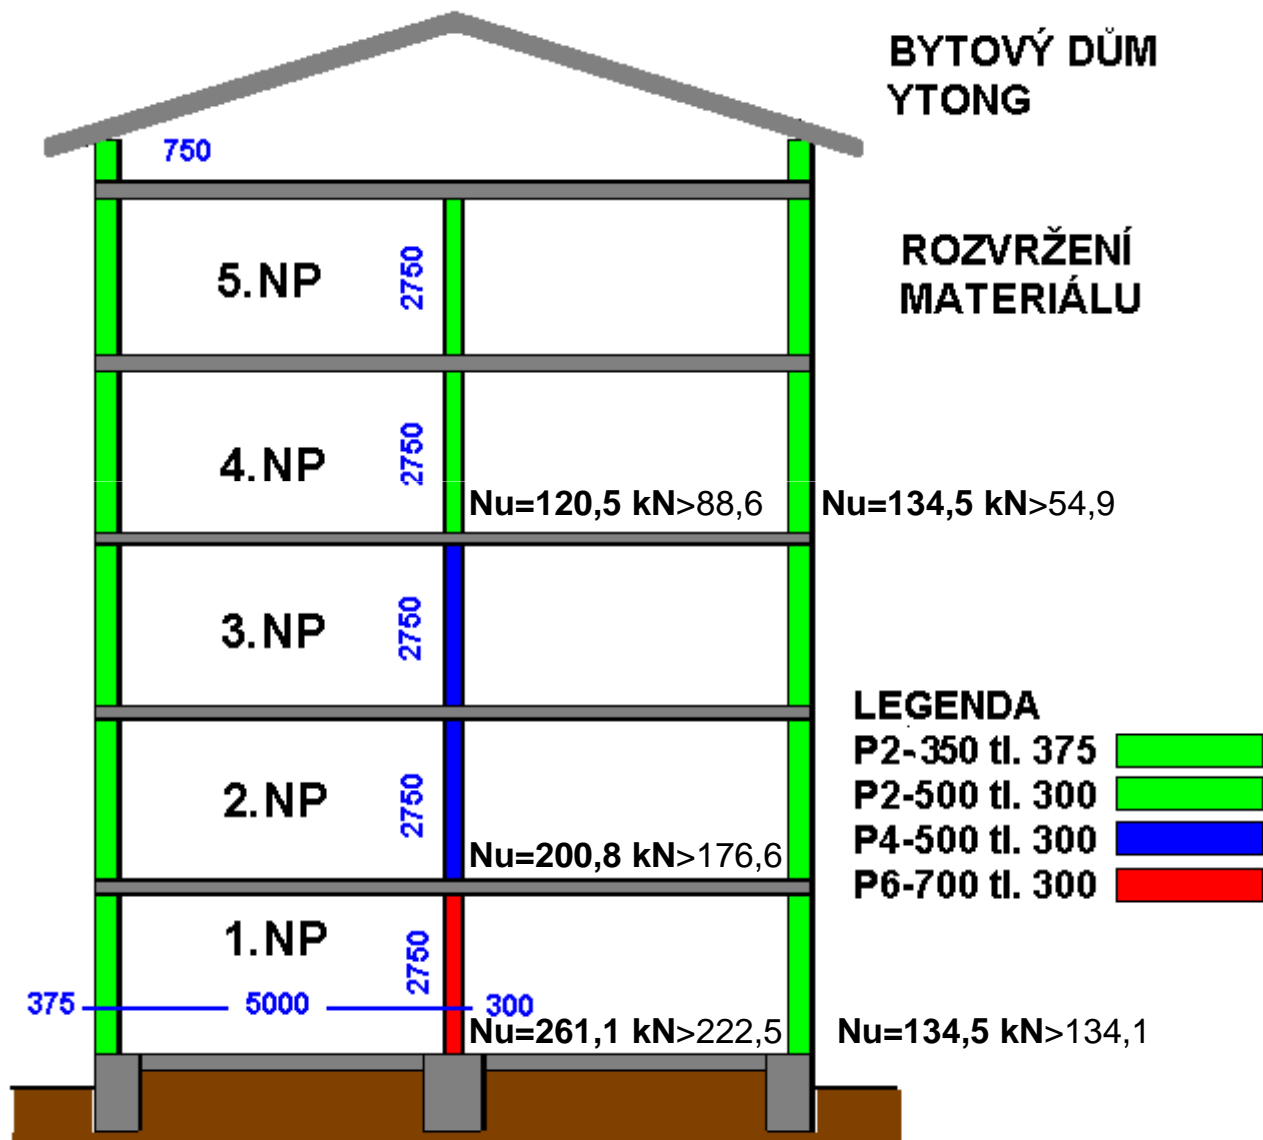 BYTOVÝ DŮM
YTONG
750
ROZVRŽENÍ
MATERIÁLU
5.NP
2750
4.NP
2750
Nu=120,5 kN>88,6
Nu=134,5 kN>54,9
3.NP
2750
LEGENDA
P2-350 tl. 375
P2-500 tl. 300
P4-500 tl. 300
P6-700 tl. 300
2.NP
2750
Nu=200,8 kN>176,6
1.NP
2750
375
5000
300
Nu=261,1 kN>222,5
Nu=134,5 kN>134,1